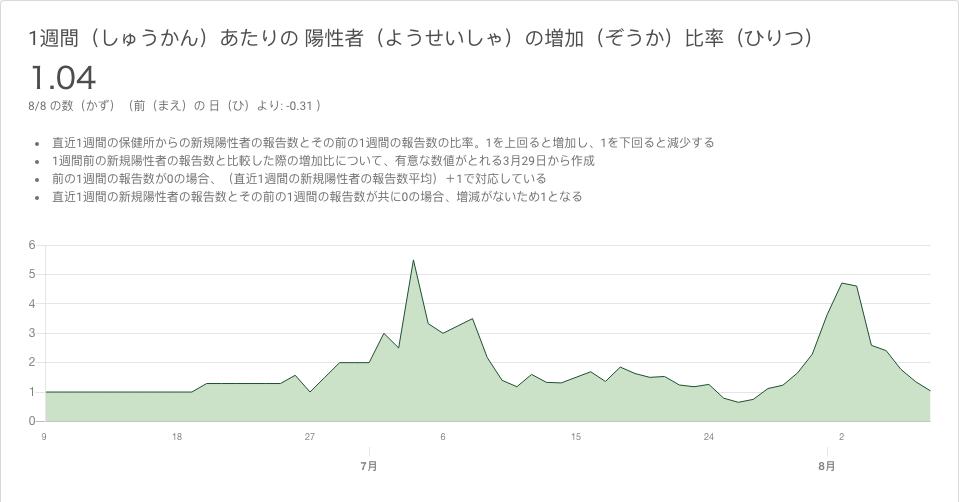 1週間（しゅうかん）あたりの 陽性者（ようせいしゃ）の増加（ぞうか）比率（ひりつ）
1.04
8/8 の数（かず）（前（まえ）の 日（ひ）より: -0.31 ）
• 直近1週間の保健所からの新規陽性者の報告数とその前の1週間の報告数の比率。1を上回ると増加し、1を下回ると減少する
• 1週間前の新規陽性者の報告数と比較した際の増加比について、有意な数値がとれる3月29日から作成
• 前の1週間の報告数が0の場合、（直近1週間の新規陽性者の報告数平均）＋1で対応している
• 直近1週間の新規陽性者の報告数とその前の1週間の報告数が共に0の場合、増減がないため1となる
6
5
4
3
2
1
0
9 18 27 6 15 24 2
7月 8月